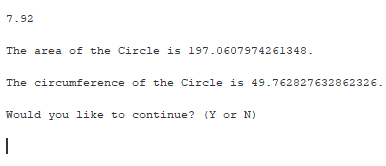 7.92
The area of the Circle is 197.0607974261348.
The circumference of the Circle is 49.762827632862326.
Would you like to continue? (Y or N)